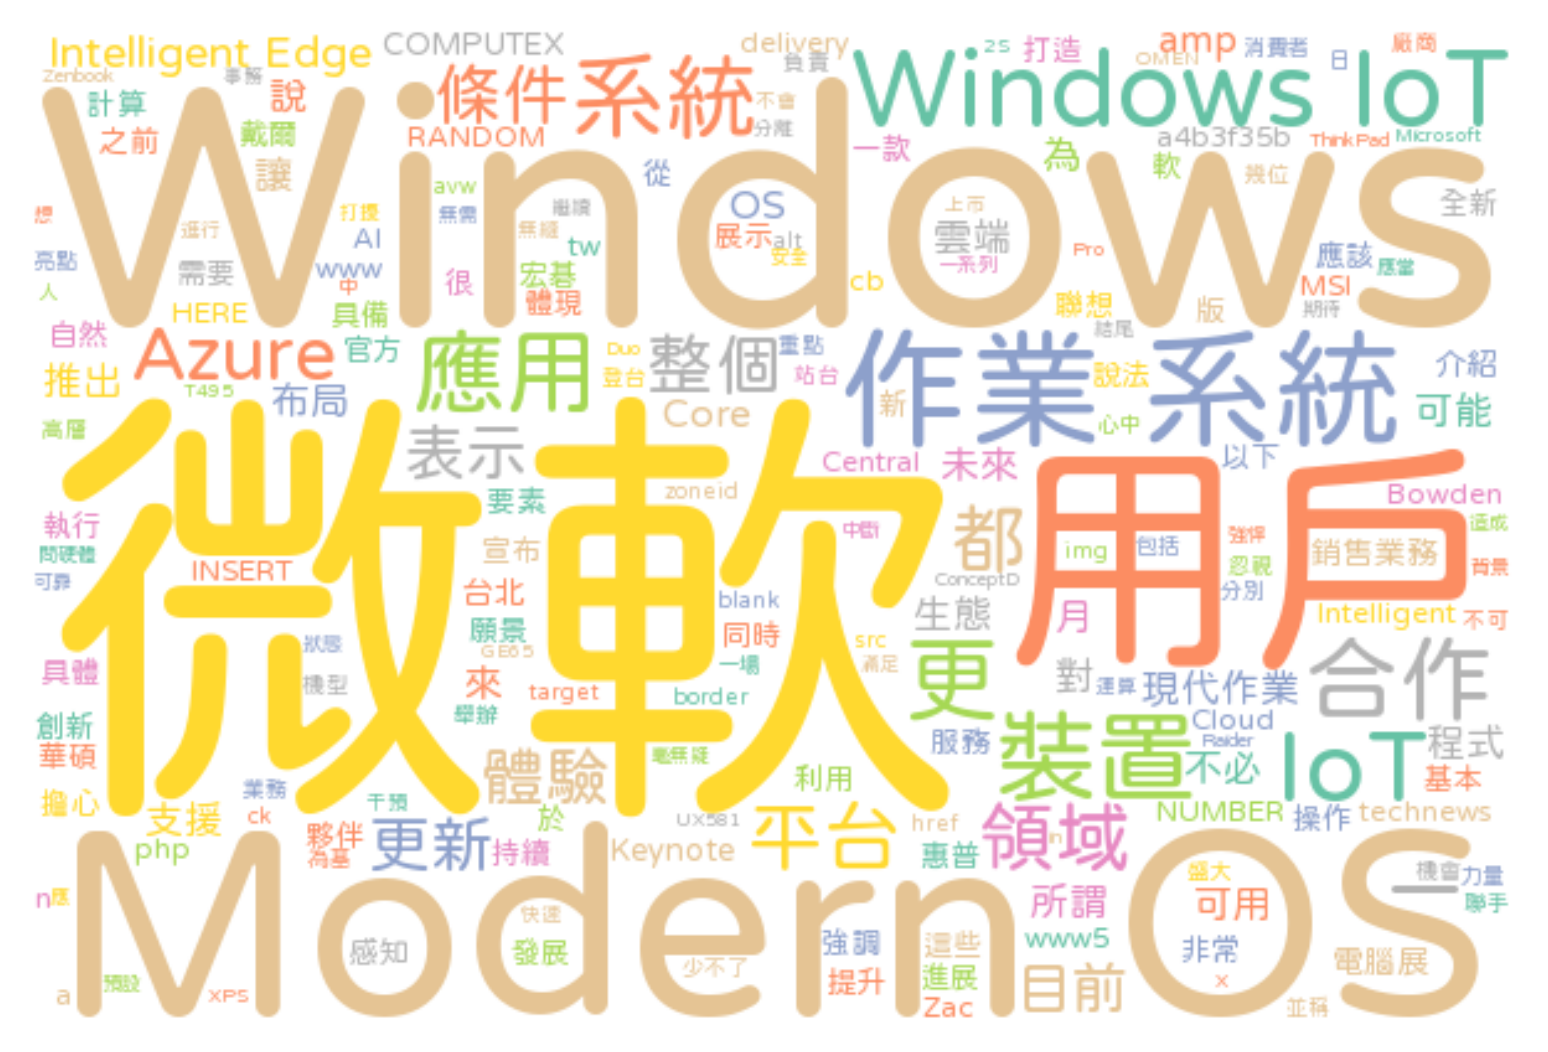 Intelligent Edge
COMPUTEX
delivery
amp
消費者
廠商
25
打造
OMEN
日
Zenbook
事務
負責
Windows IoT
條件
系統
計算
說
不會
分離
之前
戴爾
RANDOM
一款
為
a4b3f35b
ThinkPad
Microsoft
Windows
讓
從
軟
幾位
avw
想
打擾
無需
繼續
OS
上市
全新
進行
AI
無縫
tw
展示
alt
雲端
Pro
應該
亮點
需要
www
很
宏碁
安全
一系列
應當
人
中
體現
cb
聯想
版
MSI
期待
HERE
具備
結尾
自然
Azure
官方
應用
Duo
整個
重點
作業系統
說法
介紹
推出
T495
布局
登台
站台
新
Core
可能
高層
表示
心中
微軟
Central
未來
以下
用戶
要素
zoneid
Bowden
執行
中斷
都
強悍
造成
問硬體
宣布
img
包括
忽視
銷售業務
背景
可靠
INSERT
台北
ConceptD
分別
blank
生態
月
Intelligent
不可
願景
同時
狀態
GE65
src
更
合作
具體
機型
來
target
一場
滿足
對
運算
現代作業
border
創新
舉辦
裝置
Cloud
服務
Raider
程式
華碩
毫無疑
體驗
不必
IoT
利用
基本
業務
擔心
支援
ck
干預
於
UX581
平台
href
領域
NUMBER
操作
technews
夥伴
更新
in
php
為基
持續
Keynote
惠普
Modern OS
盛大
機會
力量
n
應
所謂
可用
聯手
快速
感知
發展
強調
這些
www5
非常
電腦展
少不了
提升
進展
目前
x
a
預設
XPS
Zac
並稱